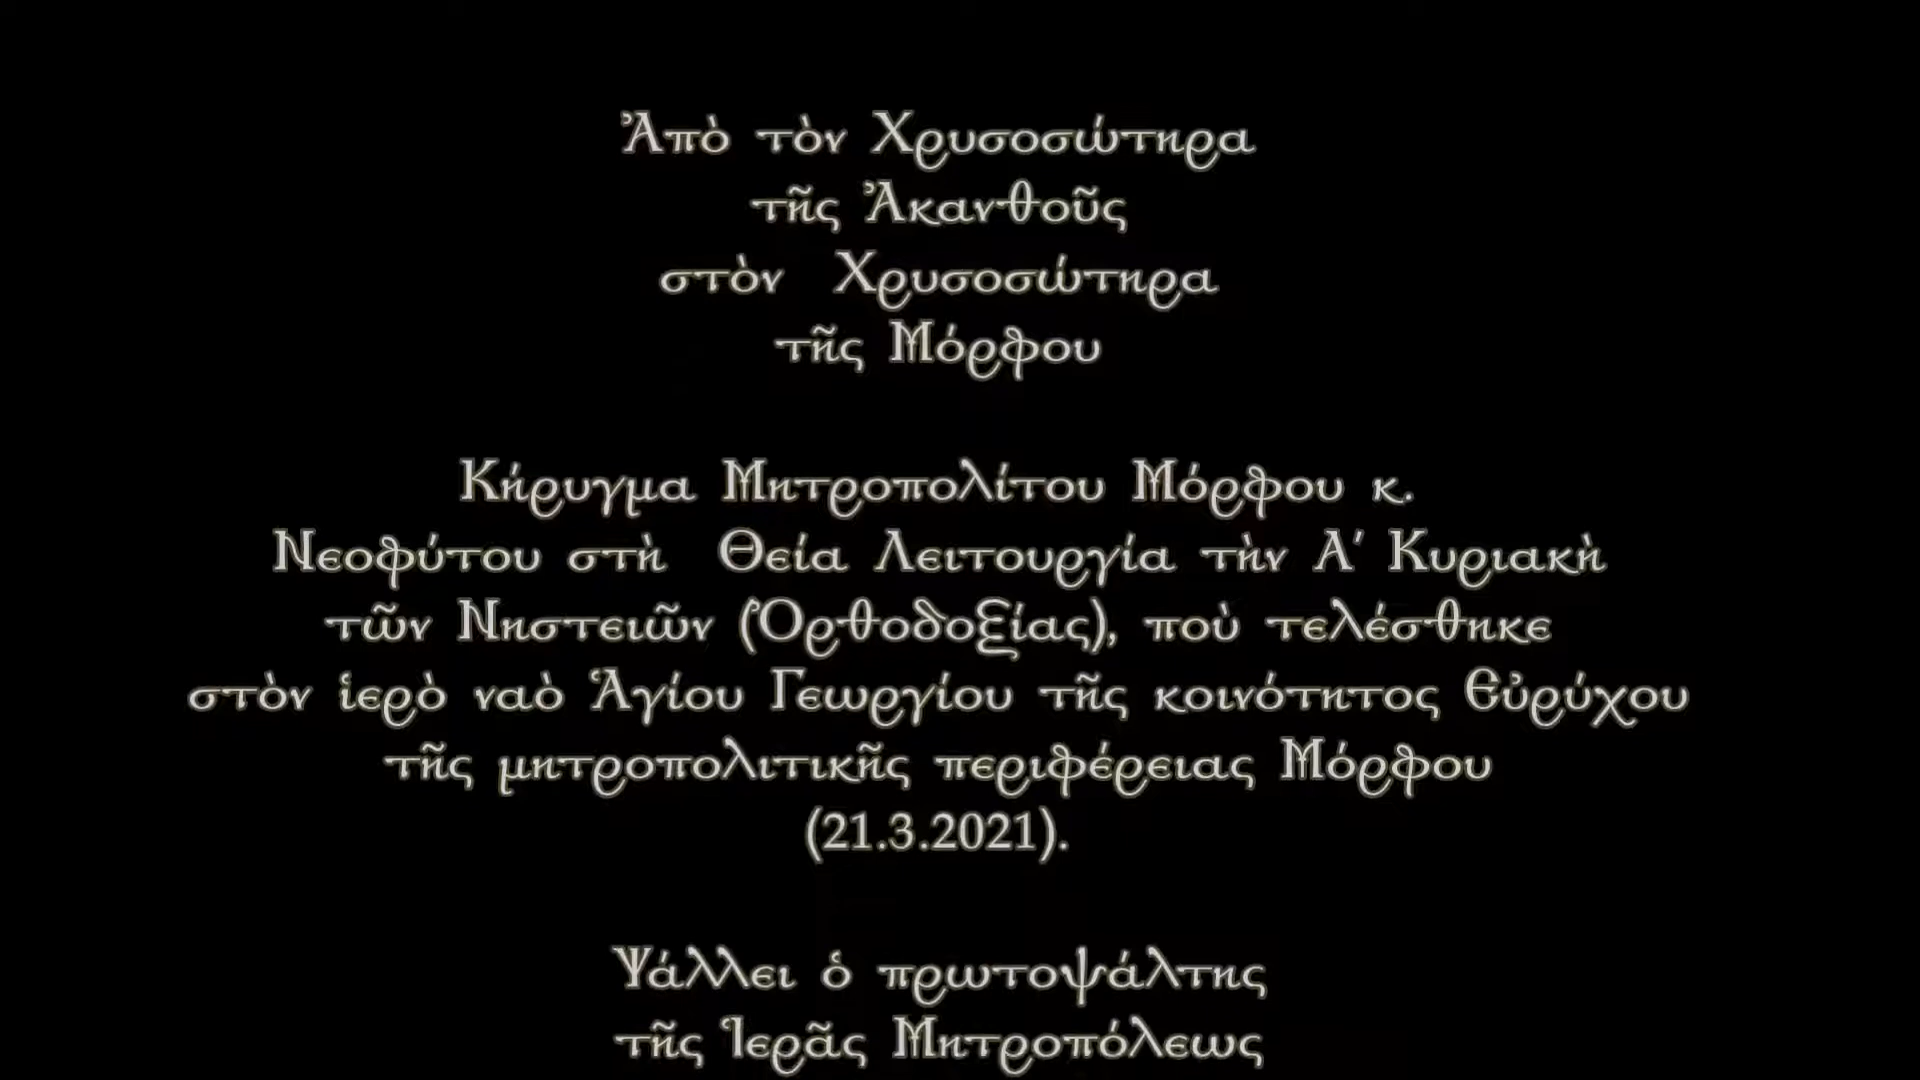 Ἀπὸ τὸν Χρυσοσώτηρα
τῆς Ἀκανθοῦς
στὸν Χρυσοσώτηρα
τῆς Μόρφου
Κήρυγμα Μητροπολίτου Μόρφου κ.
Νεοφύτου στὴ Θεία Λειτουργία τὴν Α' Κυριακὴ
τῶν Νηστειῶν (Ὀρθοδοξίας), ποὺ τελέσθηκε
στὸν ἱερὸ ναὸ Ἁγίου Γεωργίου τῆς κοινότητος Εὐρύχου
τῆς μητροπολιτικῆς περιφέρειας Μόρφου
(21.3.2021).
Ψάλλει ὁ πρωτοψάλτης
τῆς Ἱερᾶς Μητροπόλεως